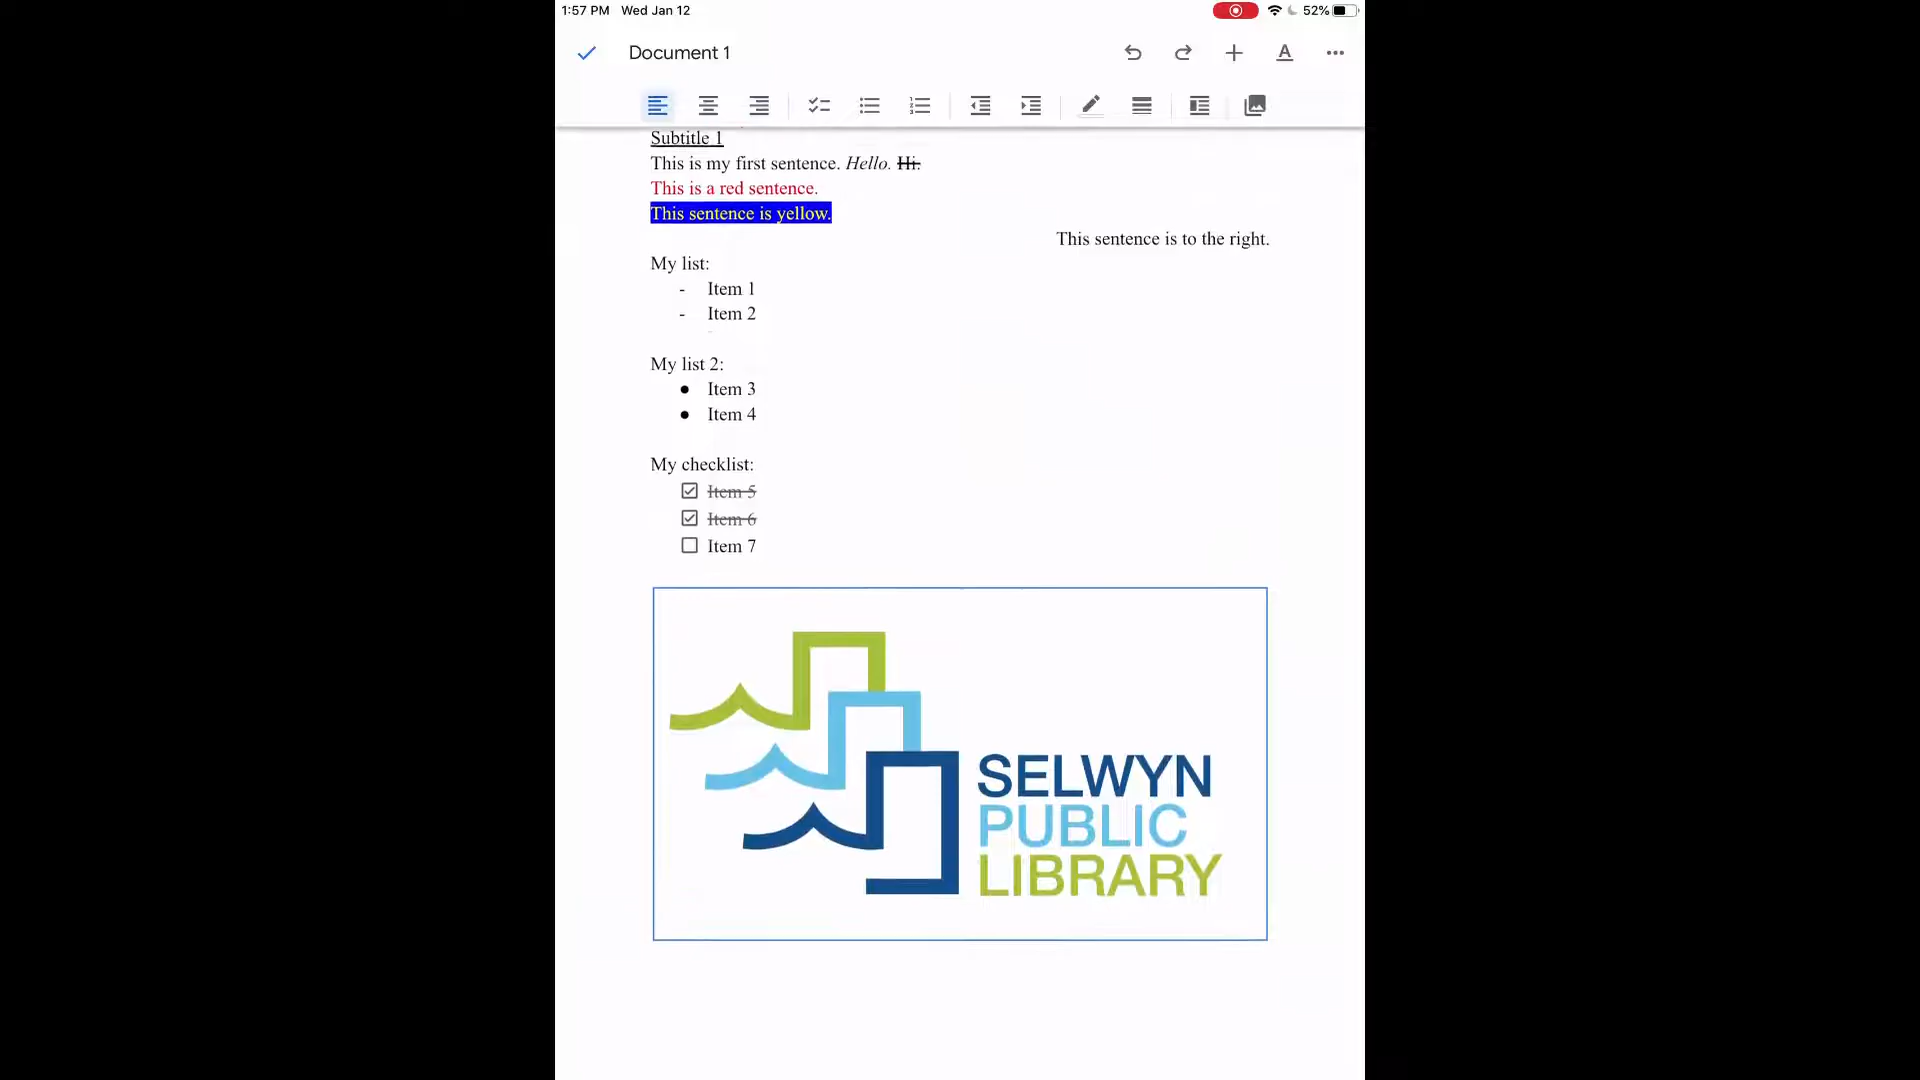 1:57 PM Wed Jan 12 52%
Document 1
Subtitle 1
This is my first sentence. Hello. Hi.
This is a red sentence.
This sentence is yellow.
This sentence is to the right.
My list:
- Item 1
- Item 2
My list 2:
● Item 3
● Item 4
My checklist:
Item 5
Item 6
Item 7
SELWYN
PUBLIC
LIBRARY